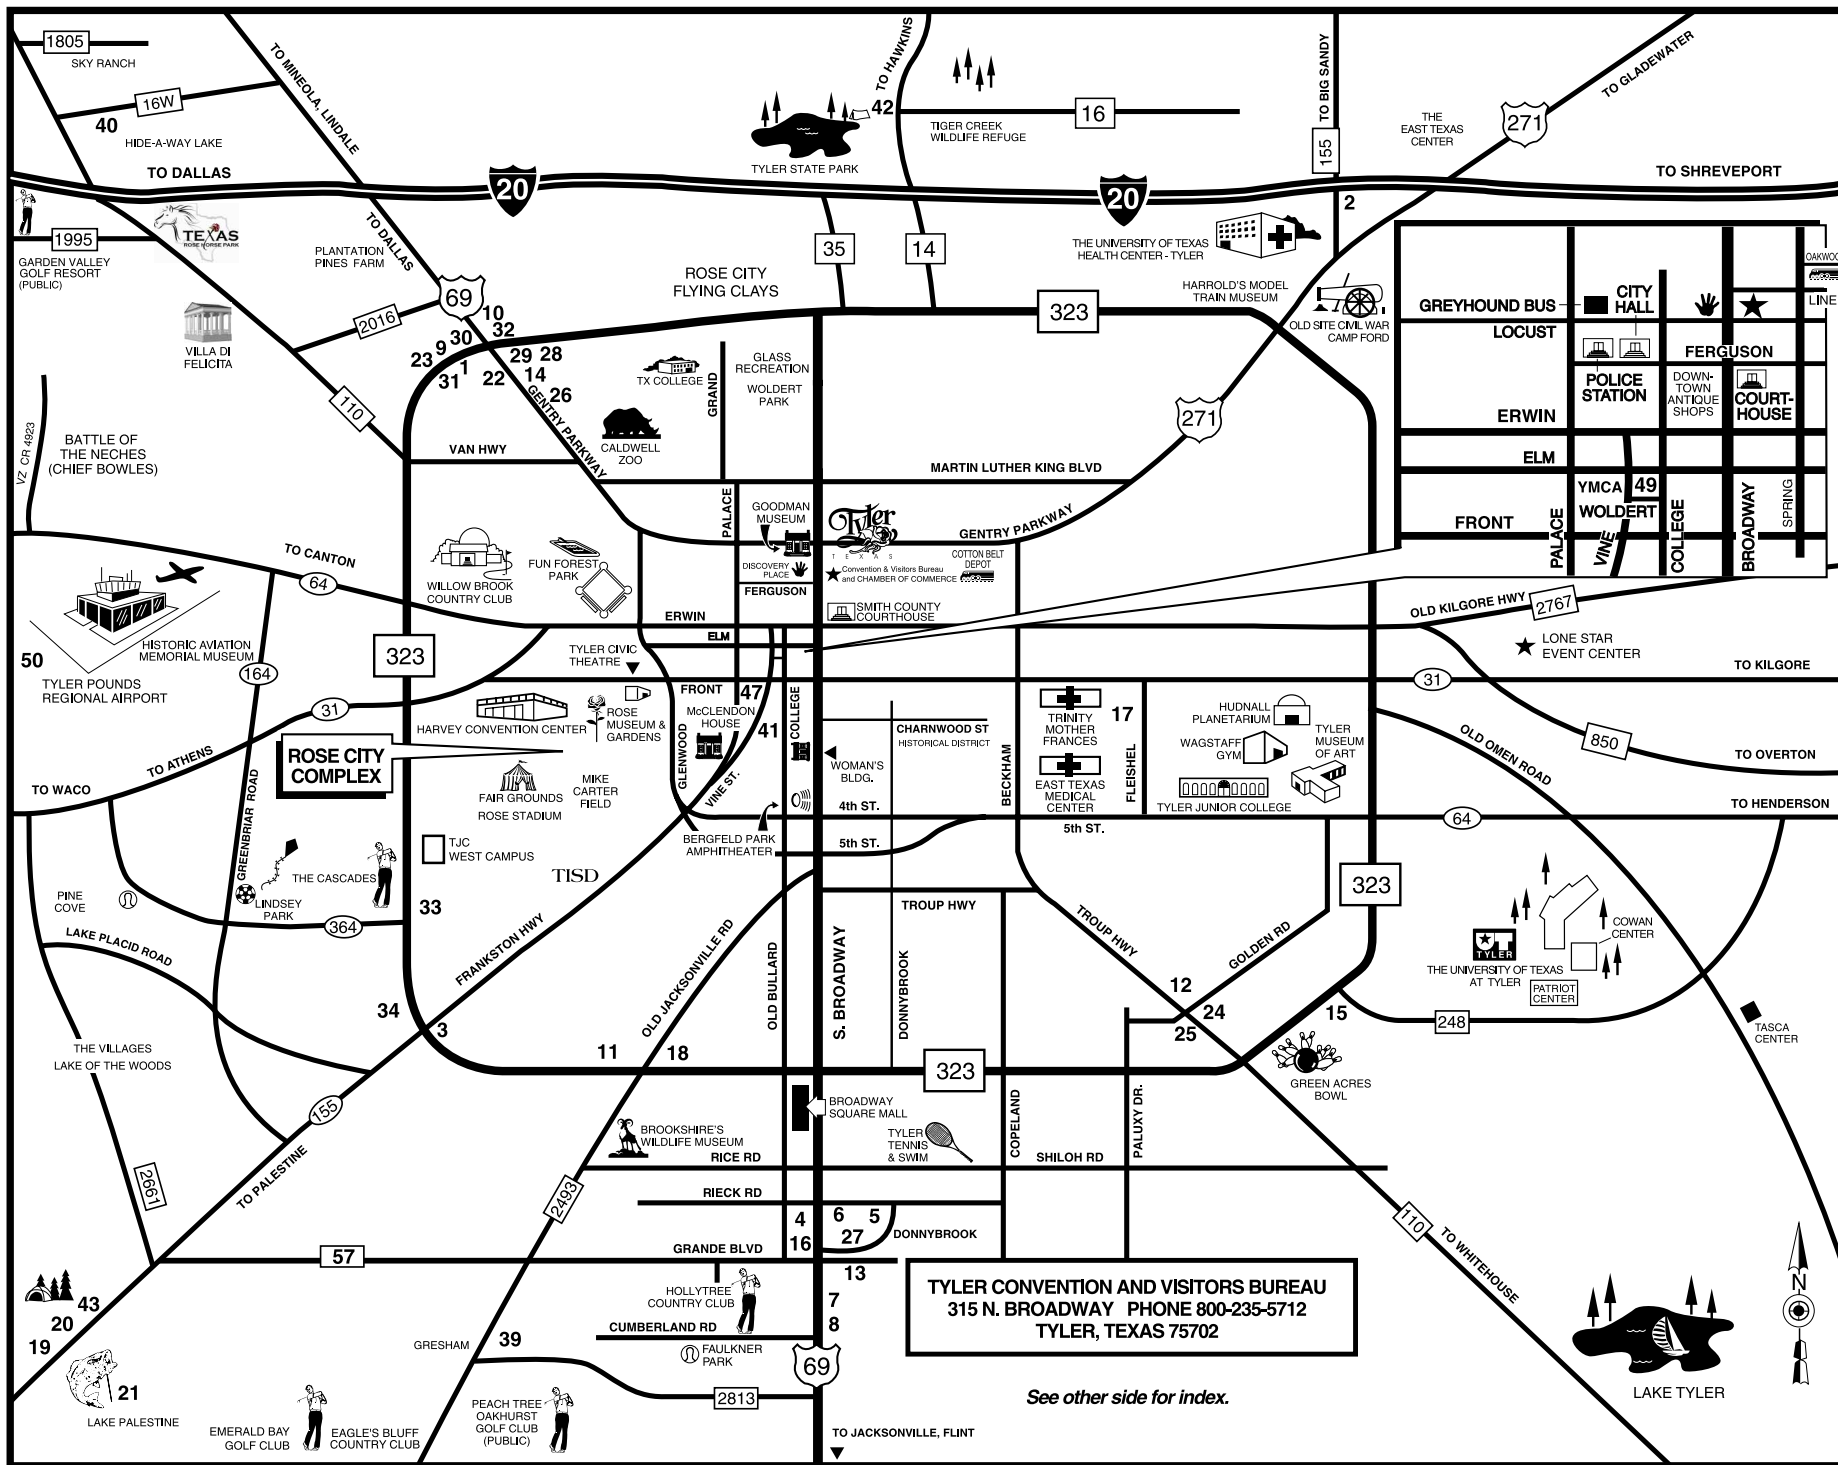 1805
SKY RANCH
16W
40
HIDE-A-WAY LAKE
TO DALLAS
TO MINEOLA, LINDALE
TO DALLAS
20
TYLER STATE PARK
42
TO HAWKINS
TIGER CREEK
WILDLIFE REFUGE
16
20
TO BIG SANDY
155
2
THE
EAST TEXAS
CENTER
271
TO GLADEWATER
TO SHREVEPORT
1995
GARDEN VALLEY
GOLF RESORT
(PUBLIC)
TEXAS
ROSE HORSE PARK
PLANTATION
PINES FARM
2016
69
VILLA DI
FELICITA
110
ROSE CITY
FLYING CLAYS
35
14
323
THE UNIVERSITY OF TEXAS
HEALTH CENTER - TYLER
HARROLD'S MODEL
TRAIN MUSEUM
OLD SITE CIVIL WAR
CAMP FORD
10
32
30
9
23
1
31
22
29
28
14
26
GENTRY PARKWAY
TX COLLEGE
GRAND
GLASS
RECREATION
WOLDERT
PARK
CALDWELL
ZOO
VAN HWY
271
MARTIN LUTHER KING BLVD
GENTRY PARKWAY
VZ CR 4923
BATTLE OF
THE NECHES
(CHIEF BOWLES)
GREYHOUND BUS
CITY
HALL
OAKWOO
LINE
LOCUST
FERGUSON
POLICE
STATION
DOWN-
TOWN
ANTIQUE
SHOPS
COURT-
HOUSE
ERWIN
ELM
YMCA
49
WOLDERT
FRONT
PALACE
VINE
COLLEGE
BROADWAY
SPRING
TO CANTON
64
WILLOW BROOK
COUNTRY CLUB
FUN FOREST
PARK
PALACE
GOODMAN
MUSEUM
DISCOVERY
PLACE
FERGUSON
Tyler
TEXAS
Convention & Visitors Bureau
and CHAMBER OF COMMERCE
COTTON BELT
DEPOT
SMITH COUNTY
COURTHOUSE
ERWIN
ELM
OLD KILGORE HWY
2767
LONE STAR
EVENT CENTER
TO KILGORE
31
50
HISTORIC AVIATION
MEMORIAL MUSEUM
TYLER POUNDS
REGIONAL AIRPORT
164
323
31
TO ATHENS
TO WACO
ROSE CITY
COMPLEX
HARVEY CONVENTION CENTER
TYLER CIVIC
THEATRE
ROSE
MUSEUM &
GARDENS
FRONT
47
McCLENDON
HOUSE
41
COLLEGE
GLENWOOD
VINE ST.
FAIR GROUNDS
ROSE STADIUM
MIKE
CARTER
FIELD
CHARNWOOD ST
HISTORICAL DISTRICT
WOMAN'S
BLDG.
4th ST.
5th ST.
BERGFELD PARK
AMPHITHEATER
BECKHAM
TRINITY
MOTHER
FRANCES
17
EAST TEXAS
MEDICAL
CENTER
FLEISHEL
5th ST.
HUDNALL
PLANETARIUM
WAGSTAFF
GYM
TYLER
MUSEUM
OF ART
TYLER JUNIOR COLLEGE
OLD OMEN ROAD
850
TO OVERTON
TO HENDERSON
64
GREENBRIAR ROAD
TJC
WEST CAMPUS
TISD
THE CASCADES
LINDSEY
PARK
PINE
COVE
364
33
LAKE PLACID ROAD
FRANKSTON HWY
34
3
OLD JACKSONVILLE RD
11
18
OLD BULLARD
S. BROADWAY
DONNYBROOK
TROUP HWY
TROUP HWY
GOLDEN RD
12
24
25
15
323
COWAN
CENTER
UT
TYLER
THE UNIVERSITY OF TEXAS
AT TYLER
PATRIOT
CENTER
248
TASCA
CENTER
GREEN ACRES
BOWL
THE VILLAGES
LAKE OF THE WOODS
155
TO PALESTINE
2661
323
BROADWAY
SQUARE MALL
BROOKSHIRE'S
WILDLIFE MUSEUM
RICE RD
TYLER
TENNIS
& SWIM
COPELAND
SHILOH RD
PALUXY DR.
RIECK RD
2493
4
6
5
16
27
DONNYBROOK
GRANDE BLVD
57
13
HOLLYTREE
COUNTRY CLUB
7
8
CUMBERLAND RD
FAULKNER
PARK
69
GRESHAM
39
2813
43
20
19
21
LAKE PALESTINE
EMERALD BAY
GOLF CLUB
EAGLE'S BLUFF
COUNTRY CLUB
PEACH TREE
OAKHURST
GOLF CLUB
(PUBLIC)
TO JACKSONVILLE, FLINT
TYLER CONVENTION AND VISITORS BUREAU
315 N. BROADWAY PHONE 800-235-5712
TYLER, TEXAS 75702
See other side for index.
110
TO WHITEHOUSE
LAKE TYLER
N